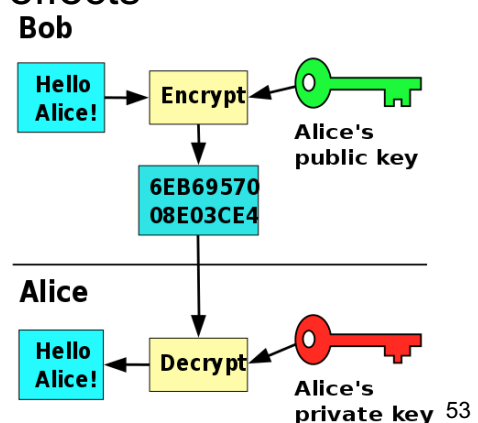 Bob
Hello
Alice!
Encrypt
Alice's
public key
6EB69570
08E03CE4
Alice
Hello
Alice!
Decrypt
Alice's
private key
53